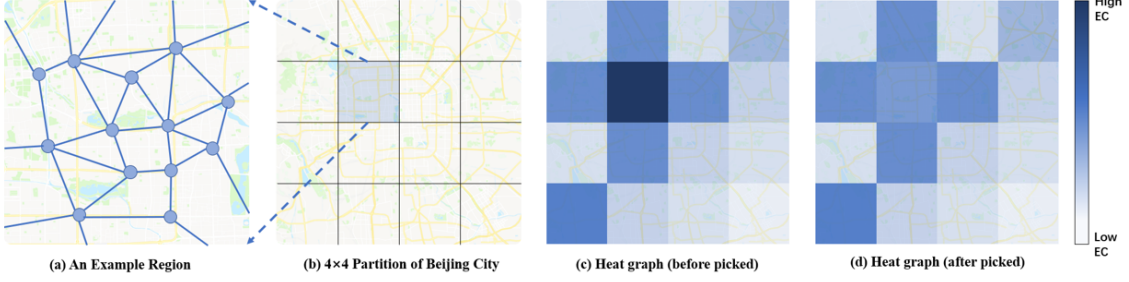 High
EC
Low
EC
(a) An Example Region
(b) 4×4 Partition of Beijing City
(c) Heat graph (before picked)
(d) Heat graph (after picked)